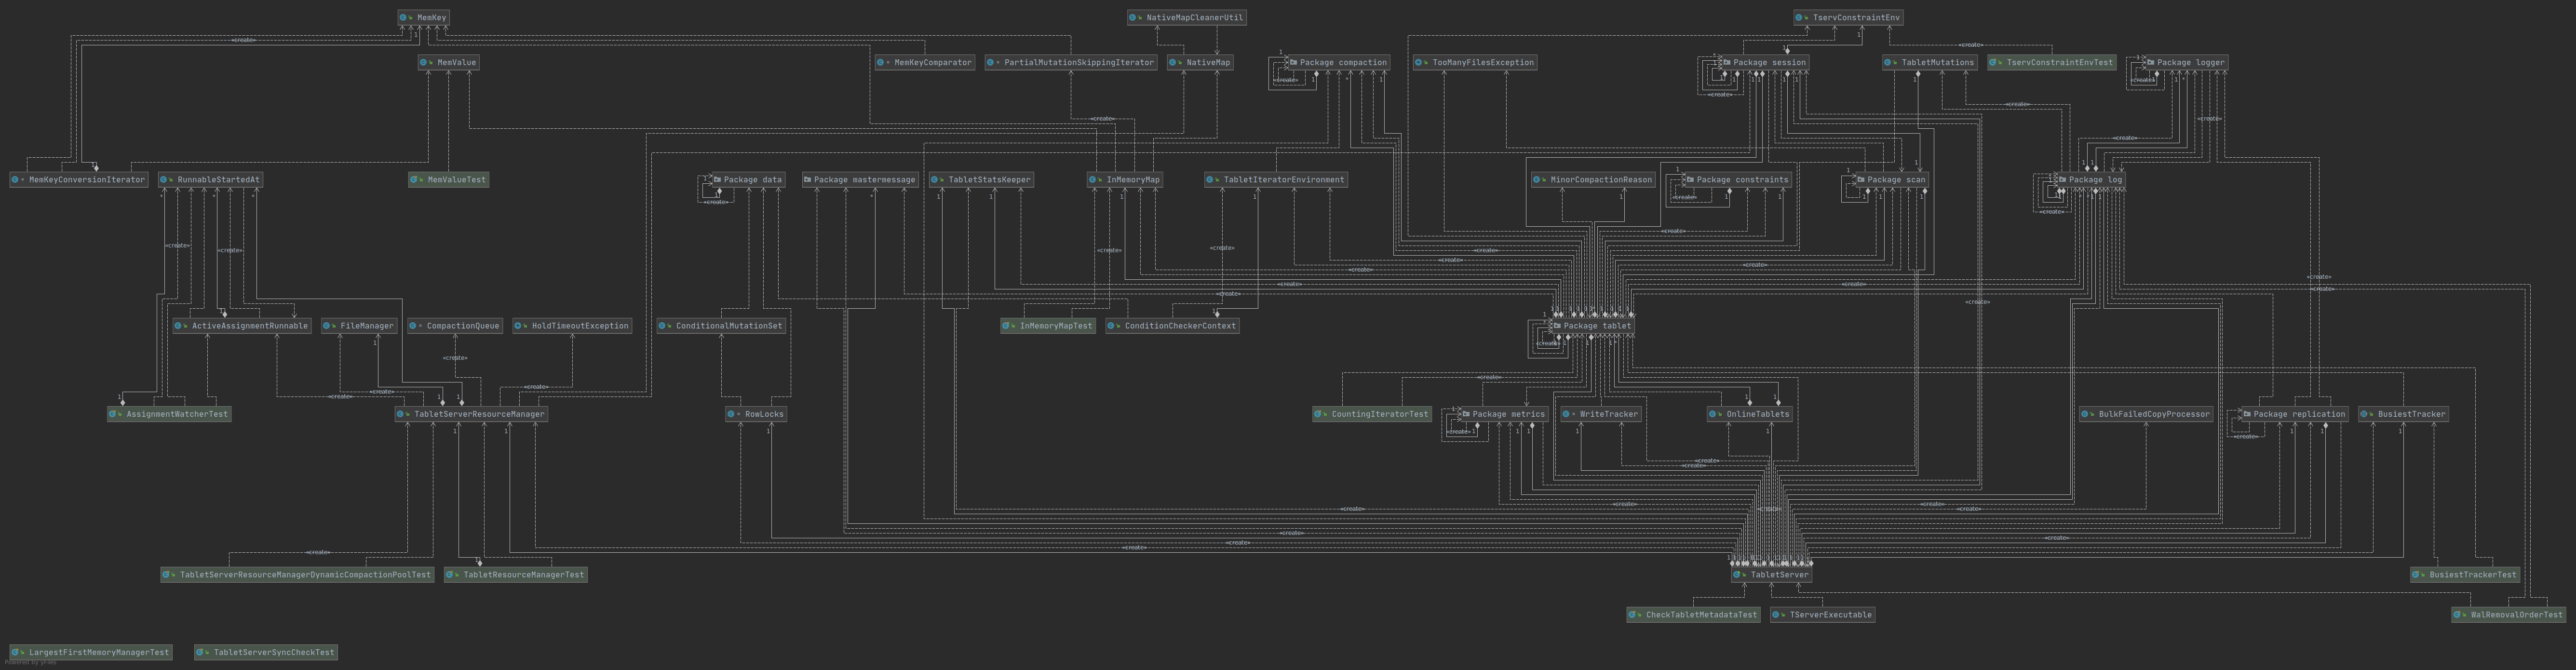 MemKey
NativeMapCleanerUtil
TservConstraintEnv
«create»
MemValue
MemKeyComparator
PartialMutationSkippingIterator
NativeMap
Package compaction
TooManyFilesException
Package session
TabletMutations
TservConstraintEnvTest
Package logger
MemKeyConversionIterator
RunnableStartedAt
MemValueTest
Package data
Package mastermessage
TabletStatsKeeper
InMemoryMap
TabletIteratorEnvironment
MinorCompactionReason
Package constraints
Package scan
Package log
ActiveAssignmentRunnable
FileManager
CompactionQueue
HoldTimeoutException
ConditionalMutationSet
InMemoryMapTest
ConditionCheckerContext
Package tablet
AssignmentWatcherTest
TabletServerResourceManager
RowLocks
CountingIteratorTest
Package metrics
WriteTracker
OnlineTablets
BulkFailedCopyProcessor
Package replication
BusiestTracker
TabletServerResourceManagerDynamicCompactionPoolTest
TabletResourceManagerTest
TabletServer
BusiestTrackerTest
CheckTabletMetadataTest
TServerExecutable
WalRemovalOrderTest
LargestFirstMemoryManagerTest
TabletServerSyncCheckTest
Powered by yFiles